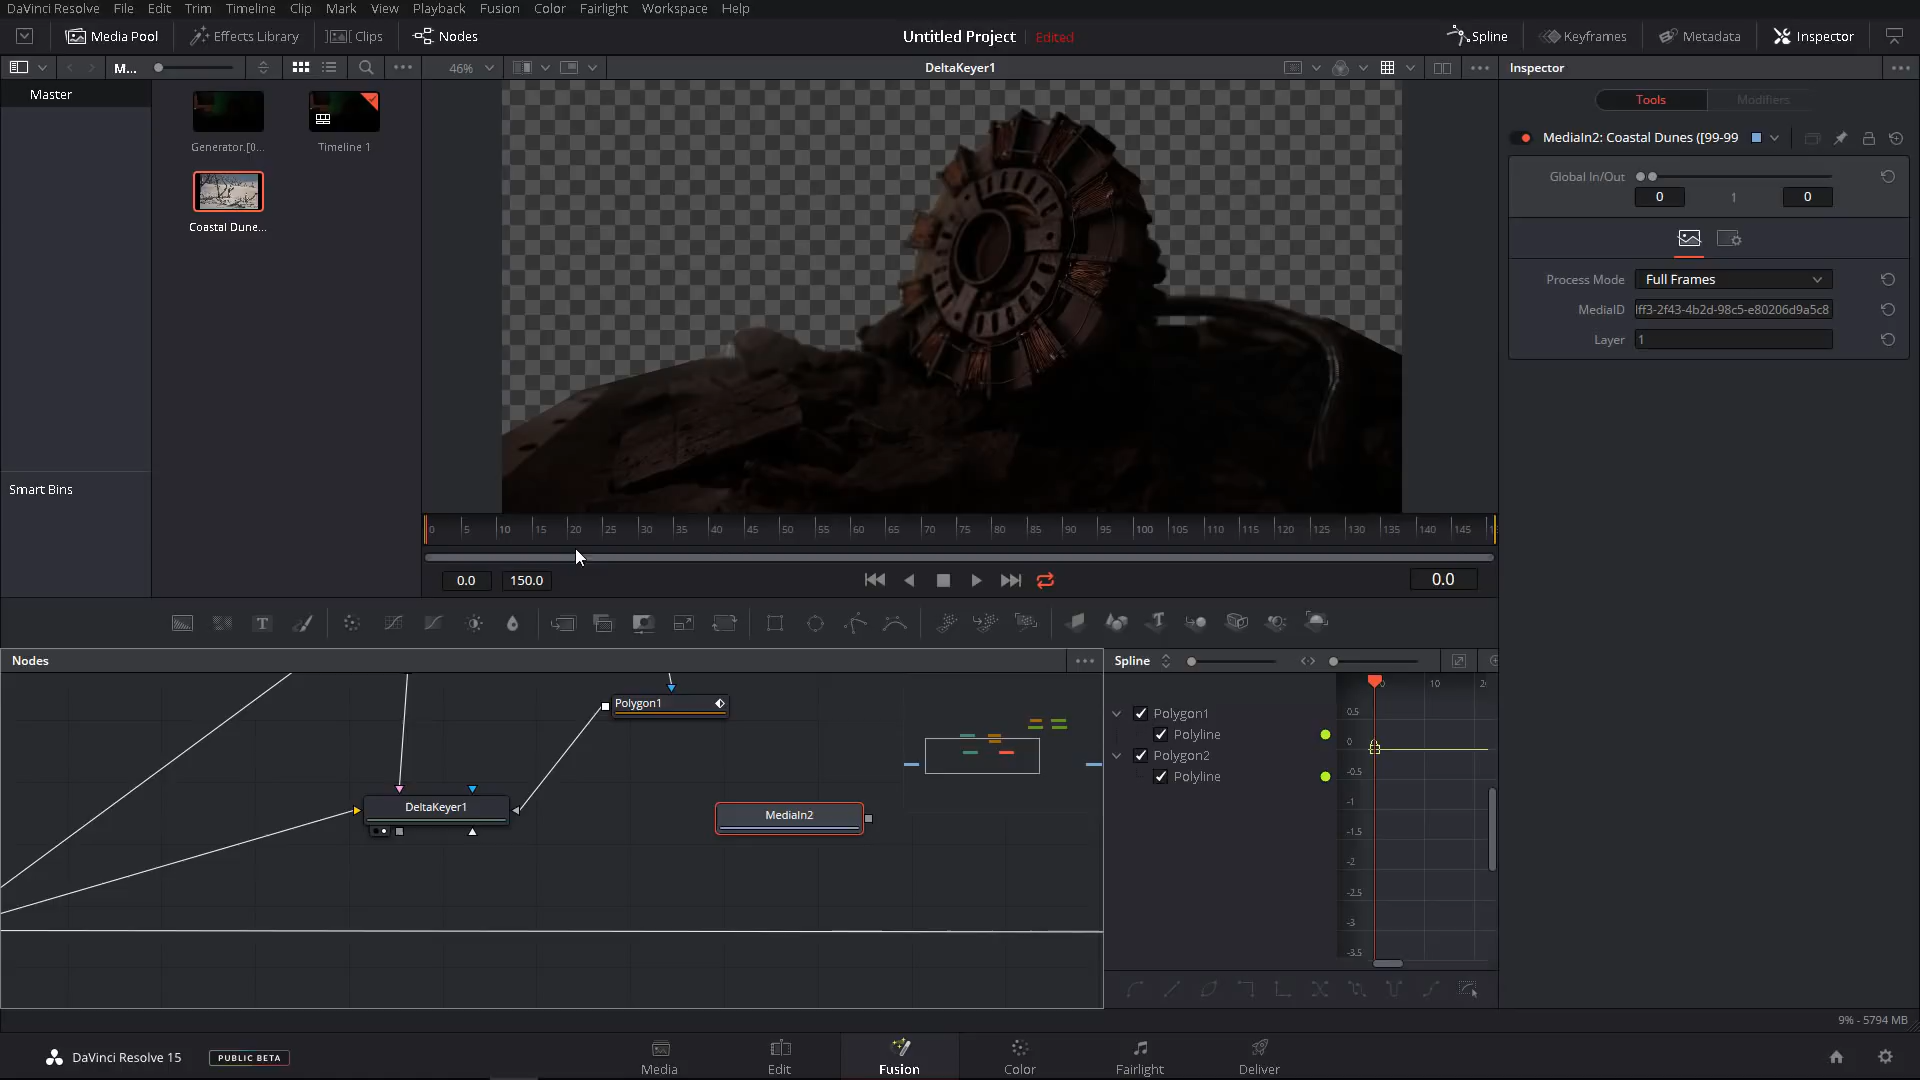 DaVinci Resolve File Edit Trim Timeline Clip Mark View Playback Fusion Color Fairlight Workspace Help
Media Pool Effects Library Clips Nodes Untitled Project Edited Spline Keyframes Metadata Inspector
M... 46% DeltaKeyer1 Inspector
Master
Generator.[0...
Timeline 1
Coastal Dune...
Smart Bins
Tools Modifiers
MediaIn2: Coastal Dunes ([99-99
Global In/Out
0 1 0
Process Mode Full Frames
MediaID lff3-2f43-4b2d-98c5-e80206d9a5c8
Layer 1
0 5 10 15 20 25 30 35 40 45 50 55 60 65 70 75 80 85 90 95 100 105 110 115 120 125 130 135 140 145
0.0 150.0 0.0
T T
Nodes
Polygon1
DeltaKeyer1
MediaIn2
Spline
0 10
Polygon1
Polyline
Polygon2
Polyline
0.5
0
-0.5
-1
-1.5
-2
-2.5
-3
-3.5
9% - 5794 MB
DaVinci Resolve 15 PUBLIC BETA
Media Edit Fusion Color Fairlight Deliver